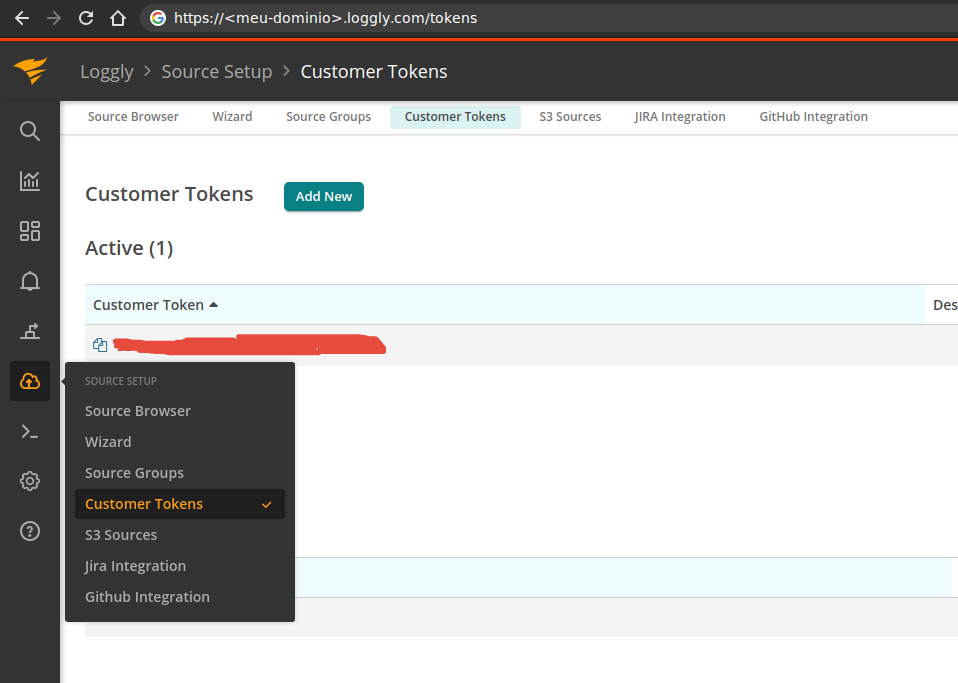 https://<meu-dominio>.loggly.com/tokens
Loggly > Source Setup > Customer Tokens
Source Browser Wizard Source Groups Customer Tokens S3 Sources JIRA Integration GitHub Integration
Customer Tokens Add New
Active (1)
Customer Token Des
SOURCE SETUP
Source Browser
Wizard
Source Groups
Customer Tokens
S3 Sources
Jira Integration
Github Integration